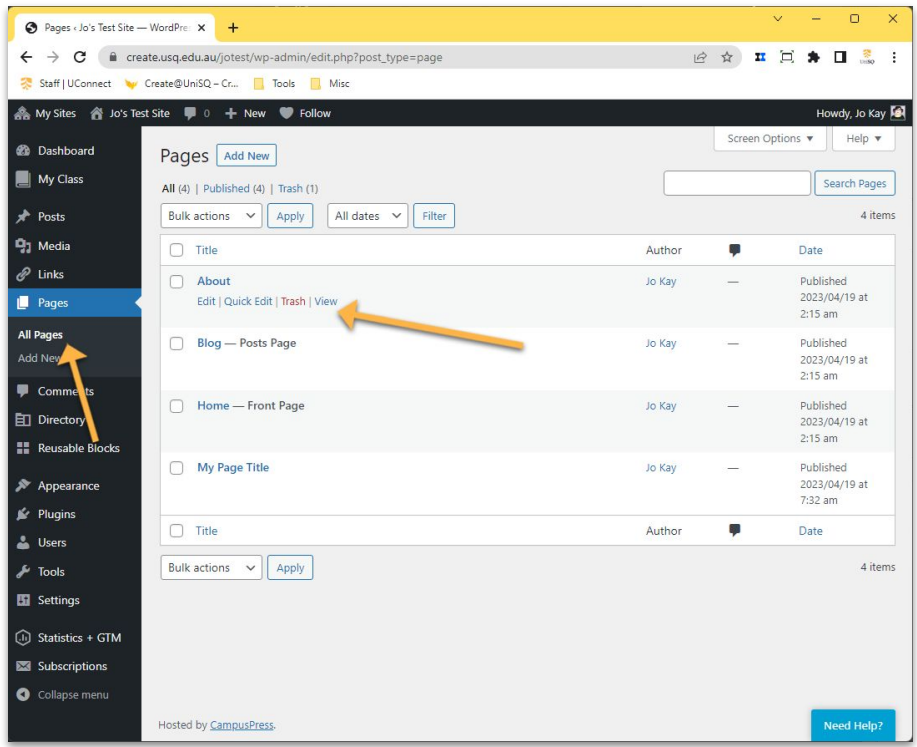 Pages ‹ Jo's Test Site — WordPre
create.usq.edu.au/jotest/wp-admin/edit.php?post_type=page
Staff | UConnect Create@UniSQ – Cr... Tools Misc
My Sites Jo's Test Site 0 + New Follow Howdy, Jo Kay
Screen Options ▼ Help ▼
Dashboard
My Class
Posts
Media
Links
Pages
All Pages
Add New
Comments
Directory
Reusable Blocks
Appearance
Plugins
Users
Tools
Settings
Statistics + GTM
Subscriptions
Collapse menu
Pages Add New
All (4) | Published (4) | Trash (1)
Search Pages
Bulk actions Apply All dates Filter 4 items
Title Author Date
About Jo Kay — Published
Edit | Quick Edit | Trash | View 2023/04/19 at
2:15 am
Blog — Posts Page Jo Kay — Published
2023/04/19 at
2:15 am
Home — Front Page Jo Kay — Published
2023/04/19 at
2:15 am
My Page Title Jo Kay — Published
2023/04/19 at
7:32 am
Title Author Date
Bulk actions Apply 4 items
Hosted by CampusPress.
Need Help?